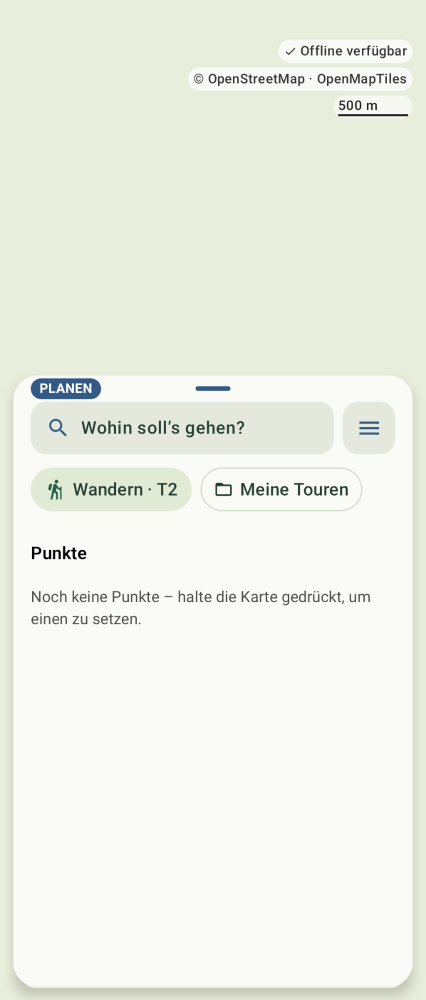 Offline verfügbar
© OpenStreetMap · OpenMapTiles
500 m
PLANEN
Wohin soll’s gehen?
Wandern · T2
Meine Touren
Punkte
Noch keine Punkte – halte die Karte gedrückt, um
einen zu setzen.